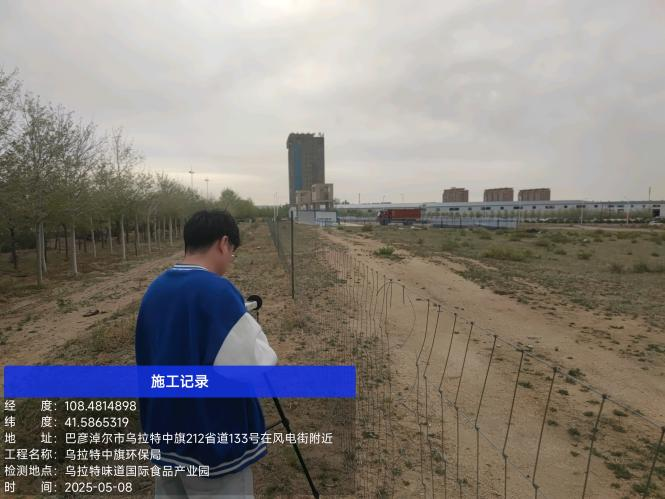 施工记录
经　　度：108.4814898
纬　　度：41.5865319
地　　址：巴彦淖尔市乌拉特中旗212省道133号在风电街附近
工程名称：乌拉特中旗环保局
检测地点：乌拉特味道国际食品产业园
时　　间：2025-05-08